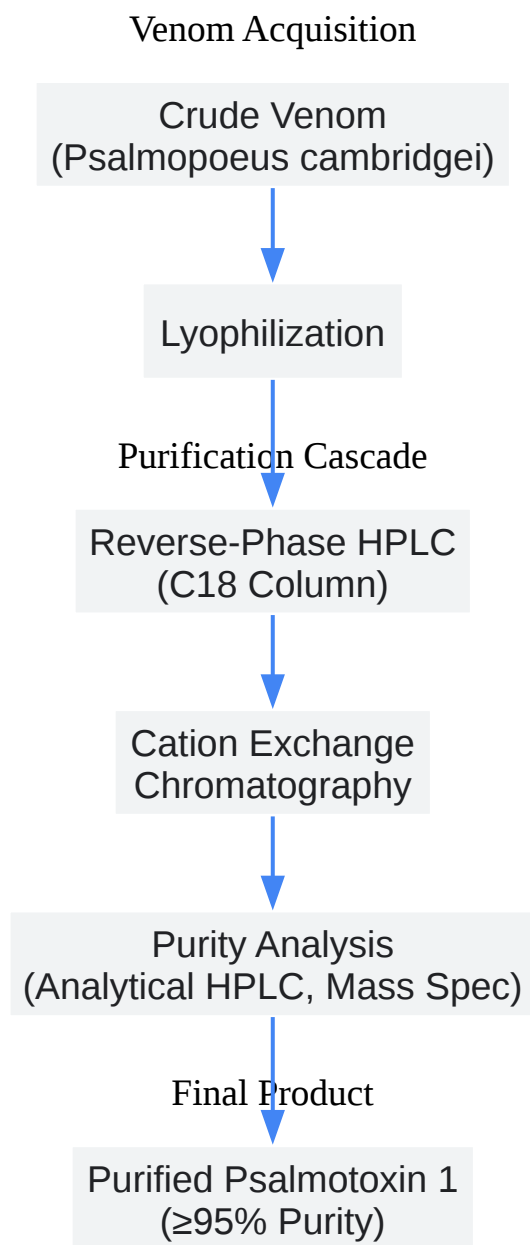 Venom Acquisition
Crude Venom
(Psalmopoeus cambridgei)
Lyophilization
Purification Cascade
Reverse-Phase HPLC
(C18 Column)
Cation Exchange
Chromatography
Purity Analysis
(Analytical HPLC, Mass Spec)
Final Product
Purified Psalmotoxin 1
(≥95% Purity)